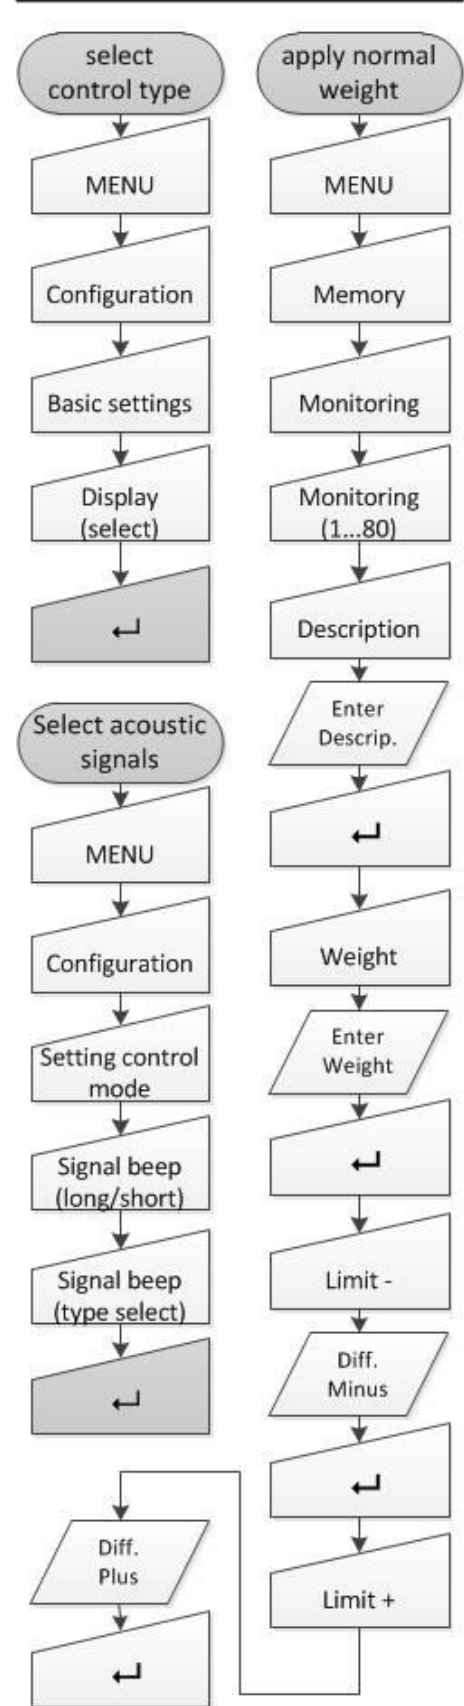 select
control type
MENU
Configuration
Basic settings
Display
(select)
↵
Select acoustic
signals
MENU
Configuration
Setting control
mode
Signal beep
(long/short)
Signal beep
(type select)
↵
apply normal
weight
MENU
Memory
Monitoring
Monitoring
(1...80)
Description
Enter
Descrip.
↵
Weight
Enter
Weight
↵
Limit -
Diff.
Minus
↵
Limit +
Diff.
Plus
↵